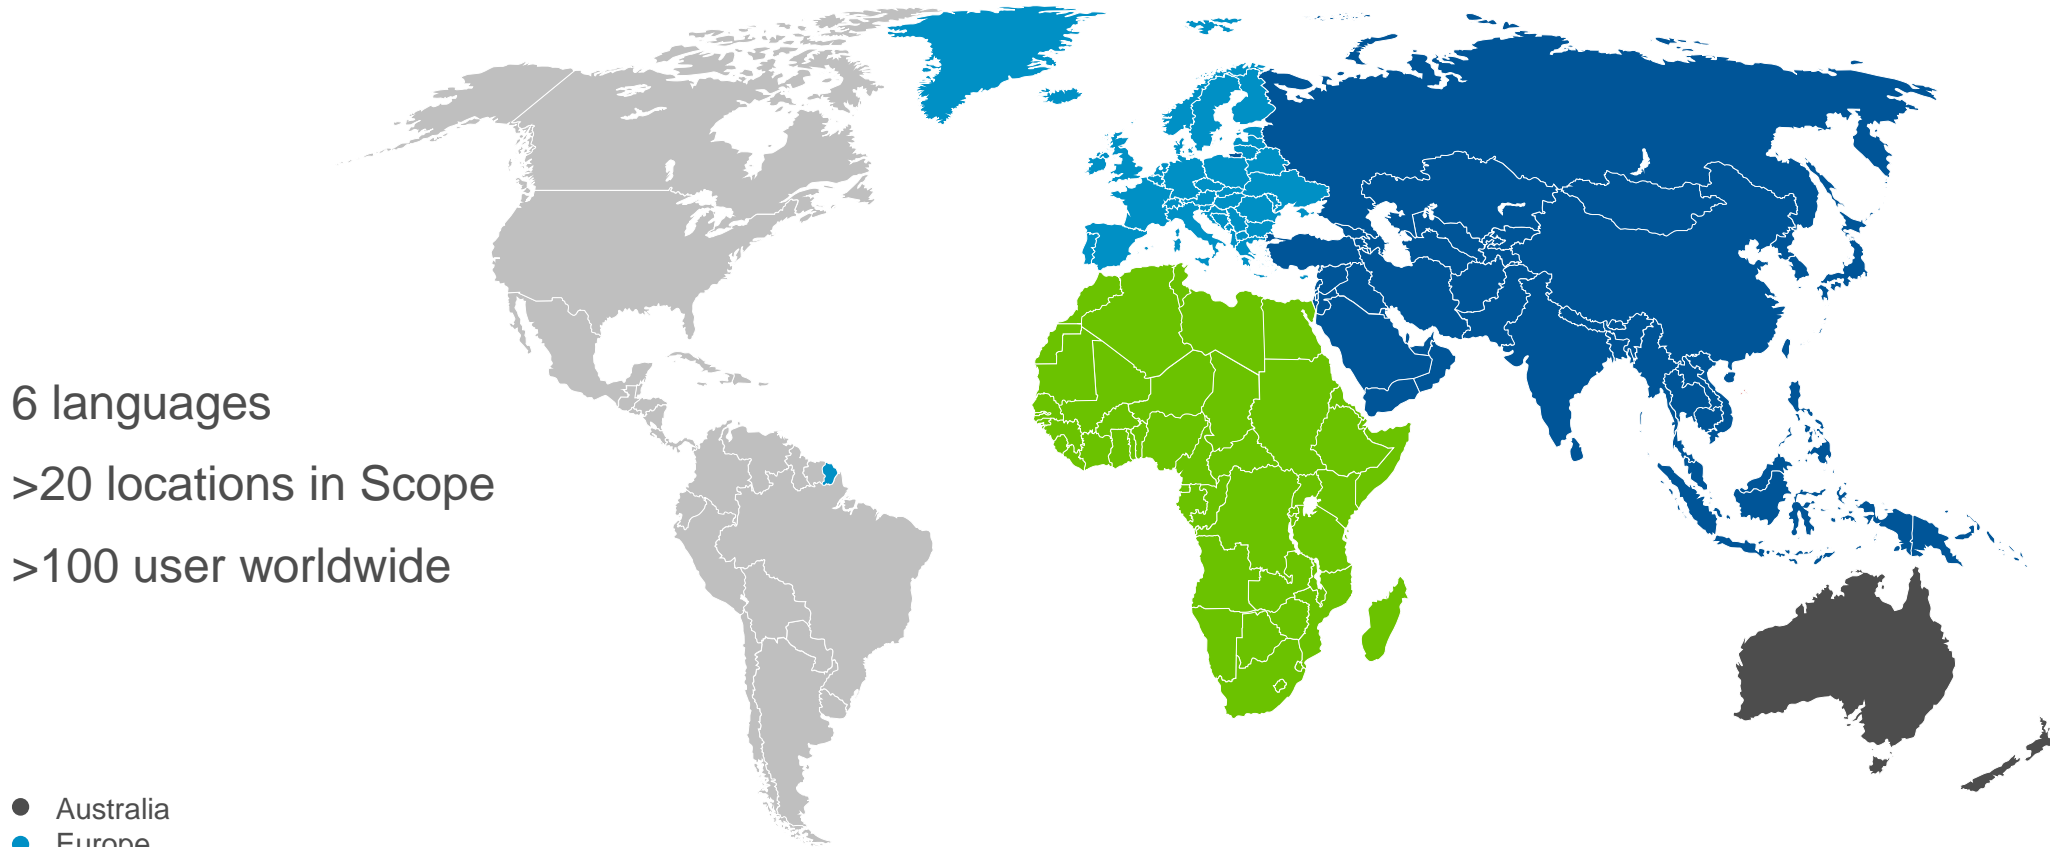 6 languages
>20 locations in Scope
>100 user worldwide
Australia
Europe